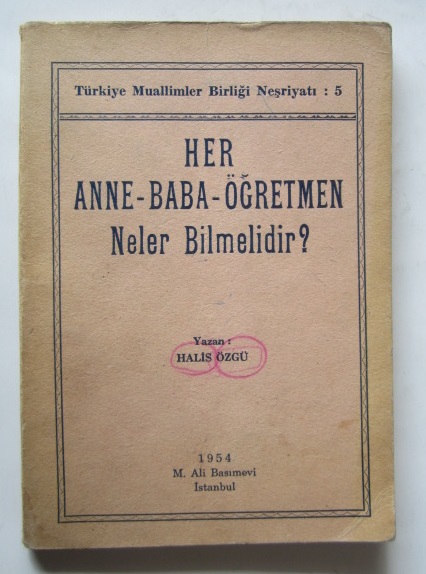 Türkiye Muallimler Birliği Neşriyatı : 5
HER
ANNE-BABA-ÖĞRETMEN
Neler Bilmelidir?
Yazan :
HALİS ÖZGÜ
1954
M. Ali Basımevi
İstanbul